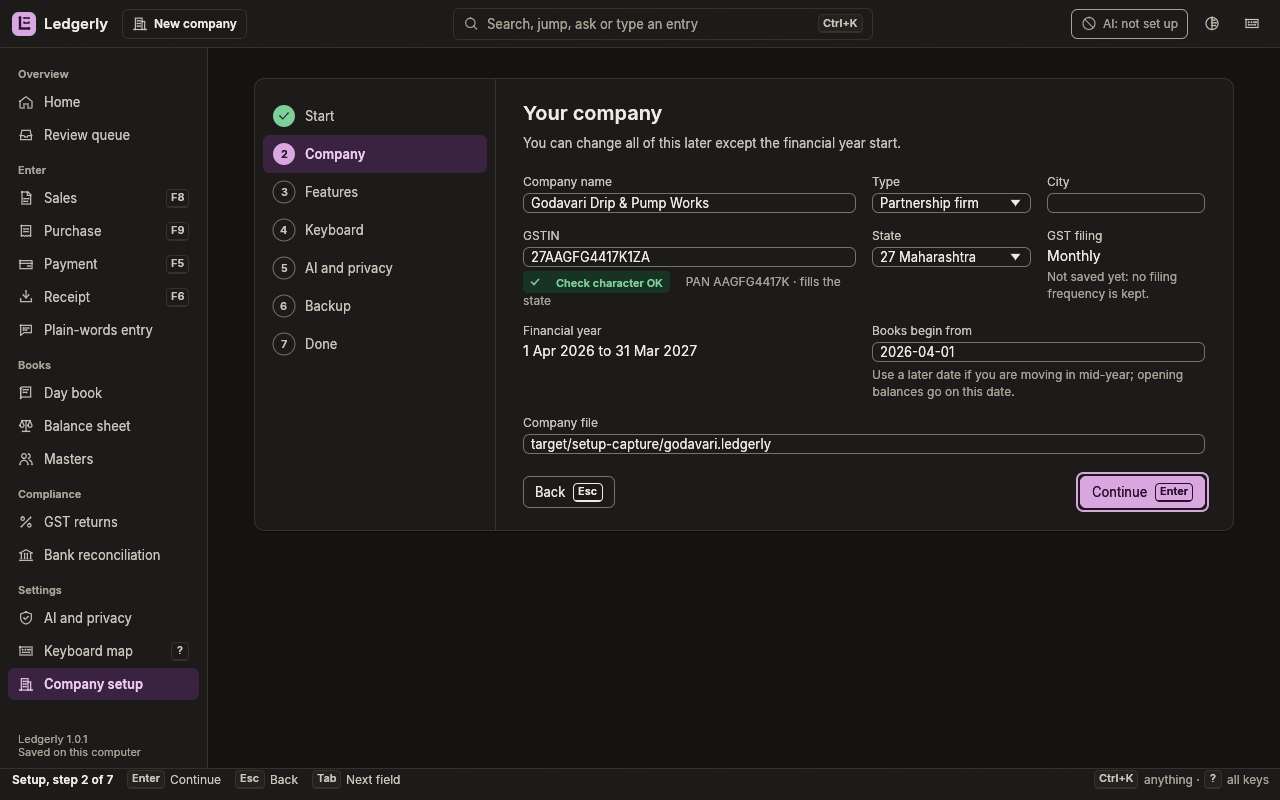 Ledgerly
New company
Search, jump, ask or type an entry
Ctrl+K
AI: not set up
Overview
Home
Review queue
Enter
Sales F8
Purchase F9
Payment F5
Receipt F6
Plain-words entry
Books
Day book
Balance sheet
Masters
Compliance
GST returns
Bank reconciliation
Settings
AI and privacy
Keyboard map ?
Company setup
Ledgerly 1.0.1
Saved on this computer
Start
2 Company
3 Features
4 Keyboard
5 AI and privacy
6 Backup
7 Done
Your company
You can change all of this later except the financial year start.
Company name
Godavari Drip & Pump Works
Type
Partnership firm
City
GSTIN
27AAGFG4417K1ZA
Check character OK PAN AAGFG4417K · fills the
state
State
27 Maharashtra
GST filing
Monthly
Not saved yet: no filing
frequency is kept.
Financial year
1 Apr 2026 to 31 Mar 2027
Books begin from
2026-04-01
Use a later date if you are moving in mid-year; opening
balances go on this date.
Company file
target/setup-capture/godavari.ledgerly
Back Esc
Continue Enter
Setup, step 2 of 7 Enter Continue Esc Back Tab Next field
Ctrl+K anything · ? all keys